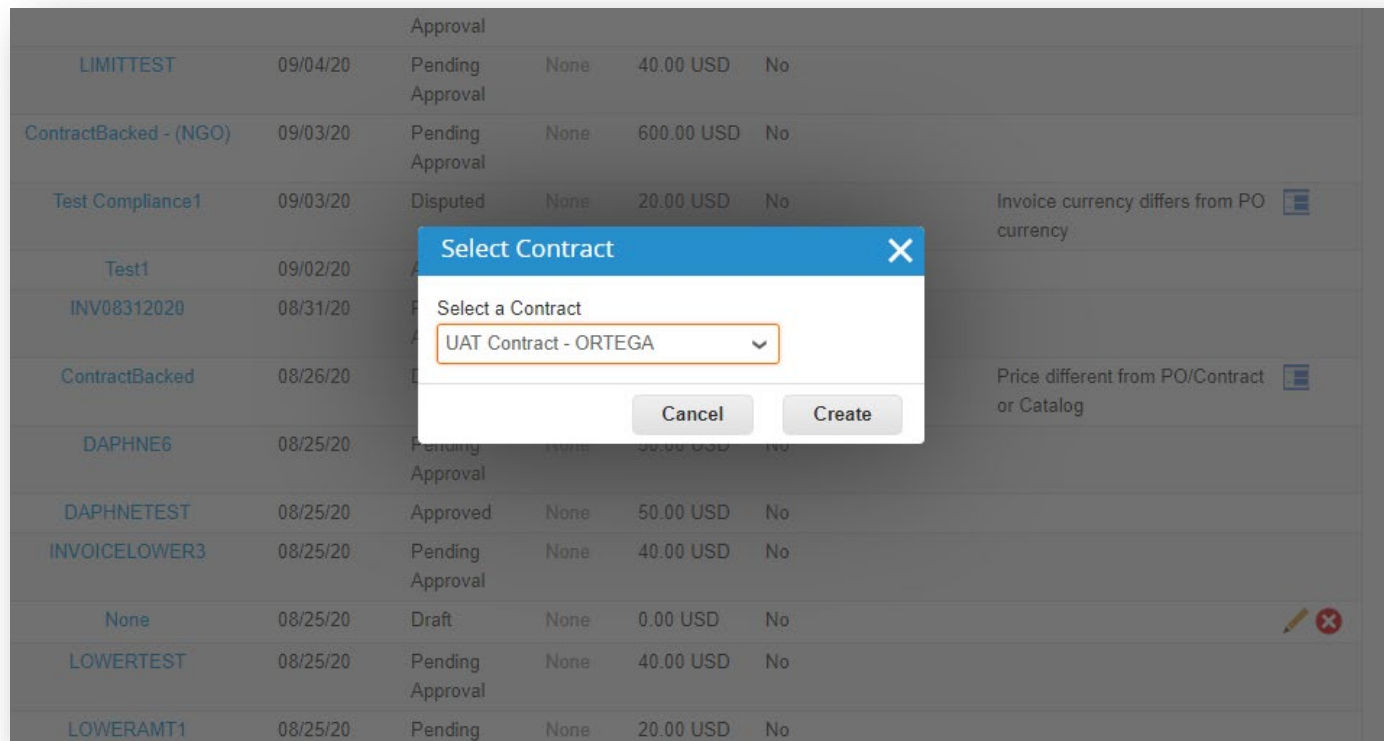 Approval
LIMITTEST 09/04/20 Pending None 40.00 USD No
Approval
ContractBacked - (NGO) 09/03/20 Pending None 600.00 USD No
Approval
Test Compliance1 09/03/20 Disputed None 20.00 USD No Invoice currency differs from PO
currency
Select Contract
Test1 09/02/20
INV08312020 08/31/20
Select a Contract
UAT Contract - ORTEGA
ContractBacked 08/26/20 Price different from PO/Contract
or Catalog
Cancel Create
DAPHNE6 08/25/20 Pending None 50.00 USD No
Approval
DAPHNETEST 08/25/20 Approved None 50.00 USD No
INVOICELOWER3 08/25/20 Pending None 40.00 USD No
Approval
None 08/25/20 Draft None 0.00 USD No
LOWERTEST 08/25/20 Pending None 40.00 USD No
Approval
LOWERAMT1 08/25/20 Pending None 20.00 USD No